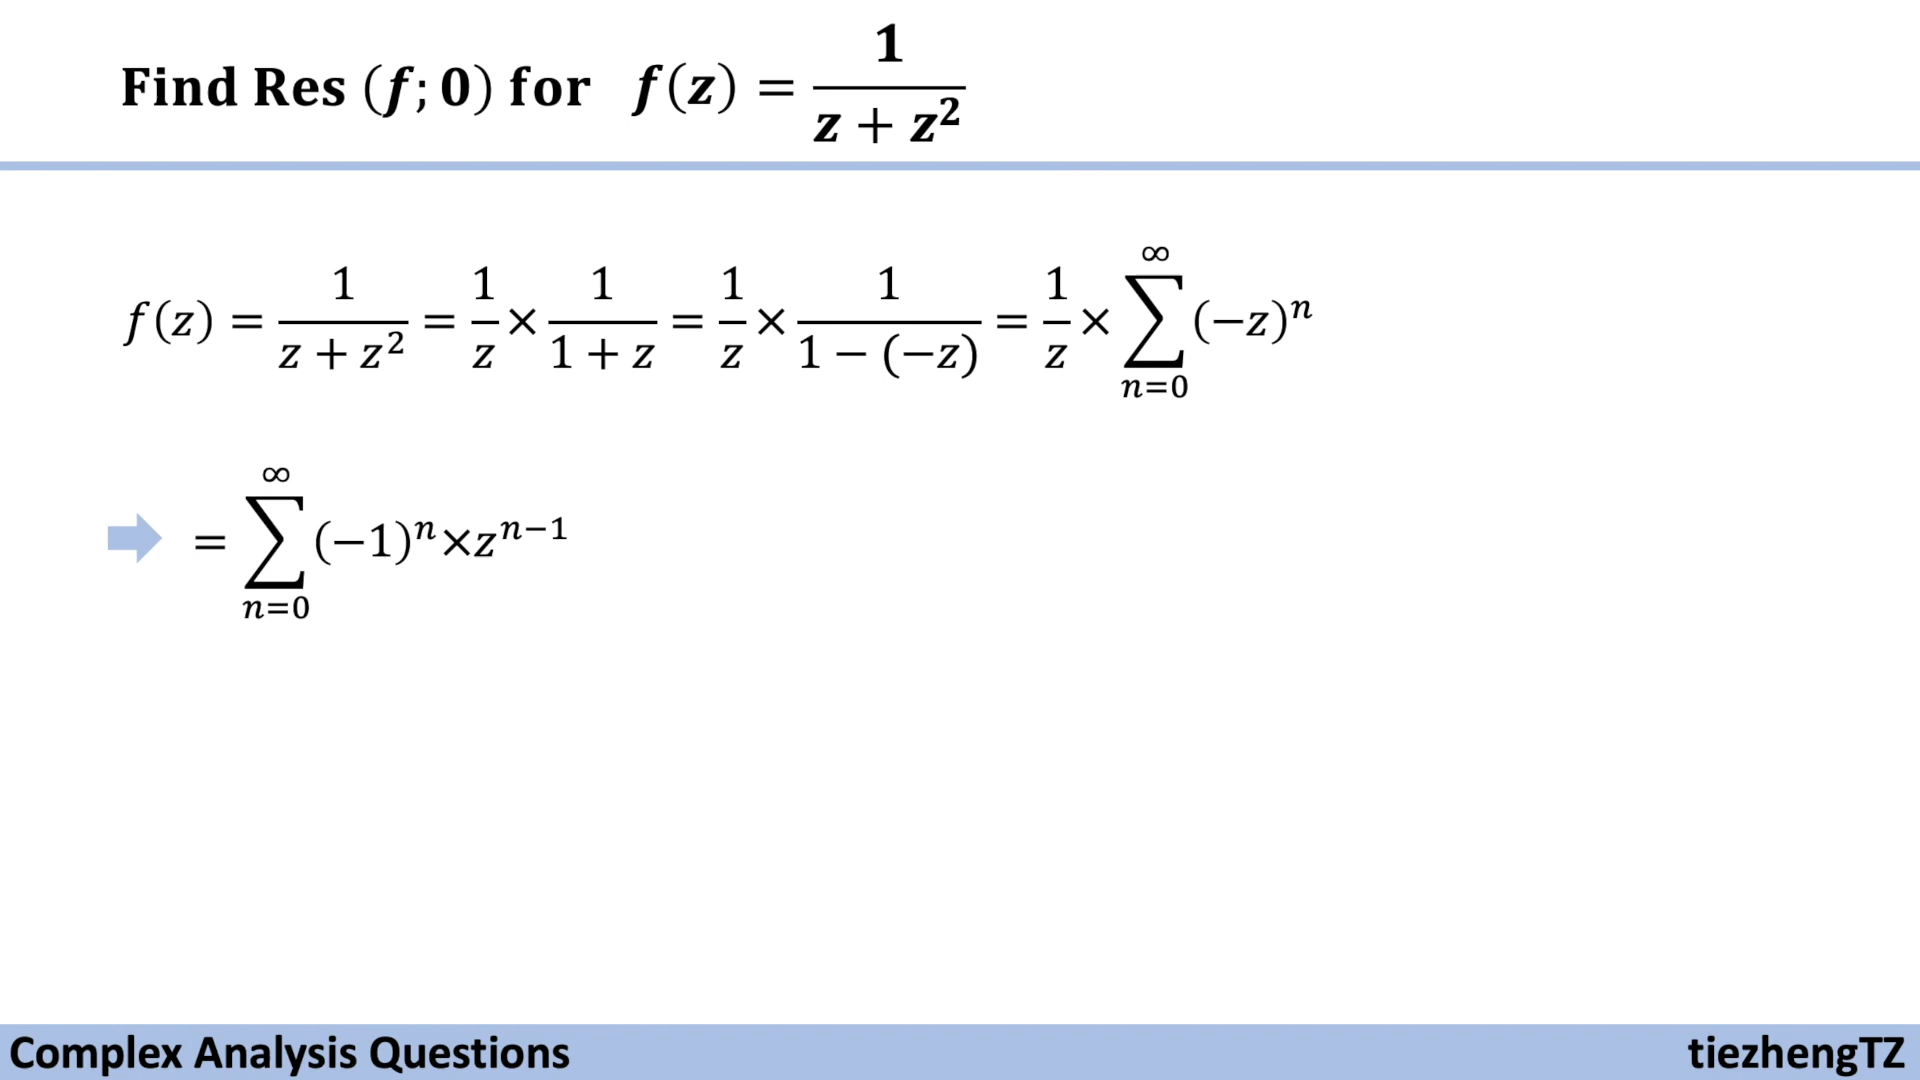 Find Res (f; 0) for f(z) = 1/(z + z²)
f(z) = 1/(z + z²) = 1/z × 1/(1 + z) = 1/z × 1/(1 − (−z)) = 1/z × ∑_{n=0}^{∞} (−z)ⁿ
= ∑_{n=0}^{∞} (−1)ⁿ×zⁿ⁻¹
Complex Analysis Questions
tiezhengTZ